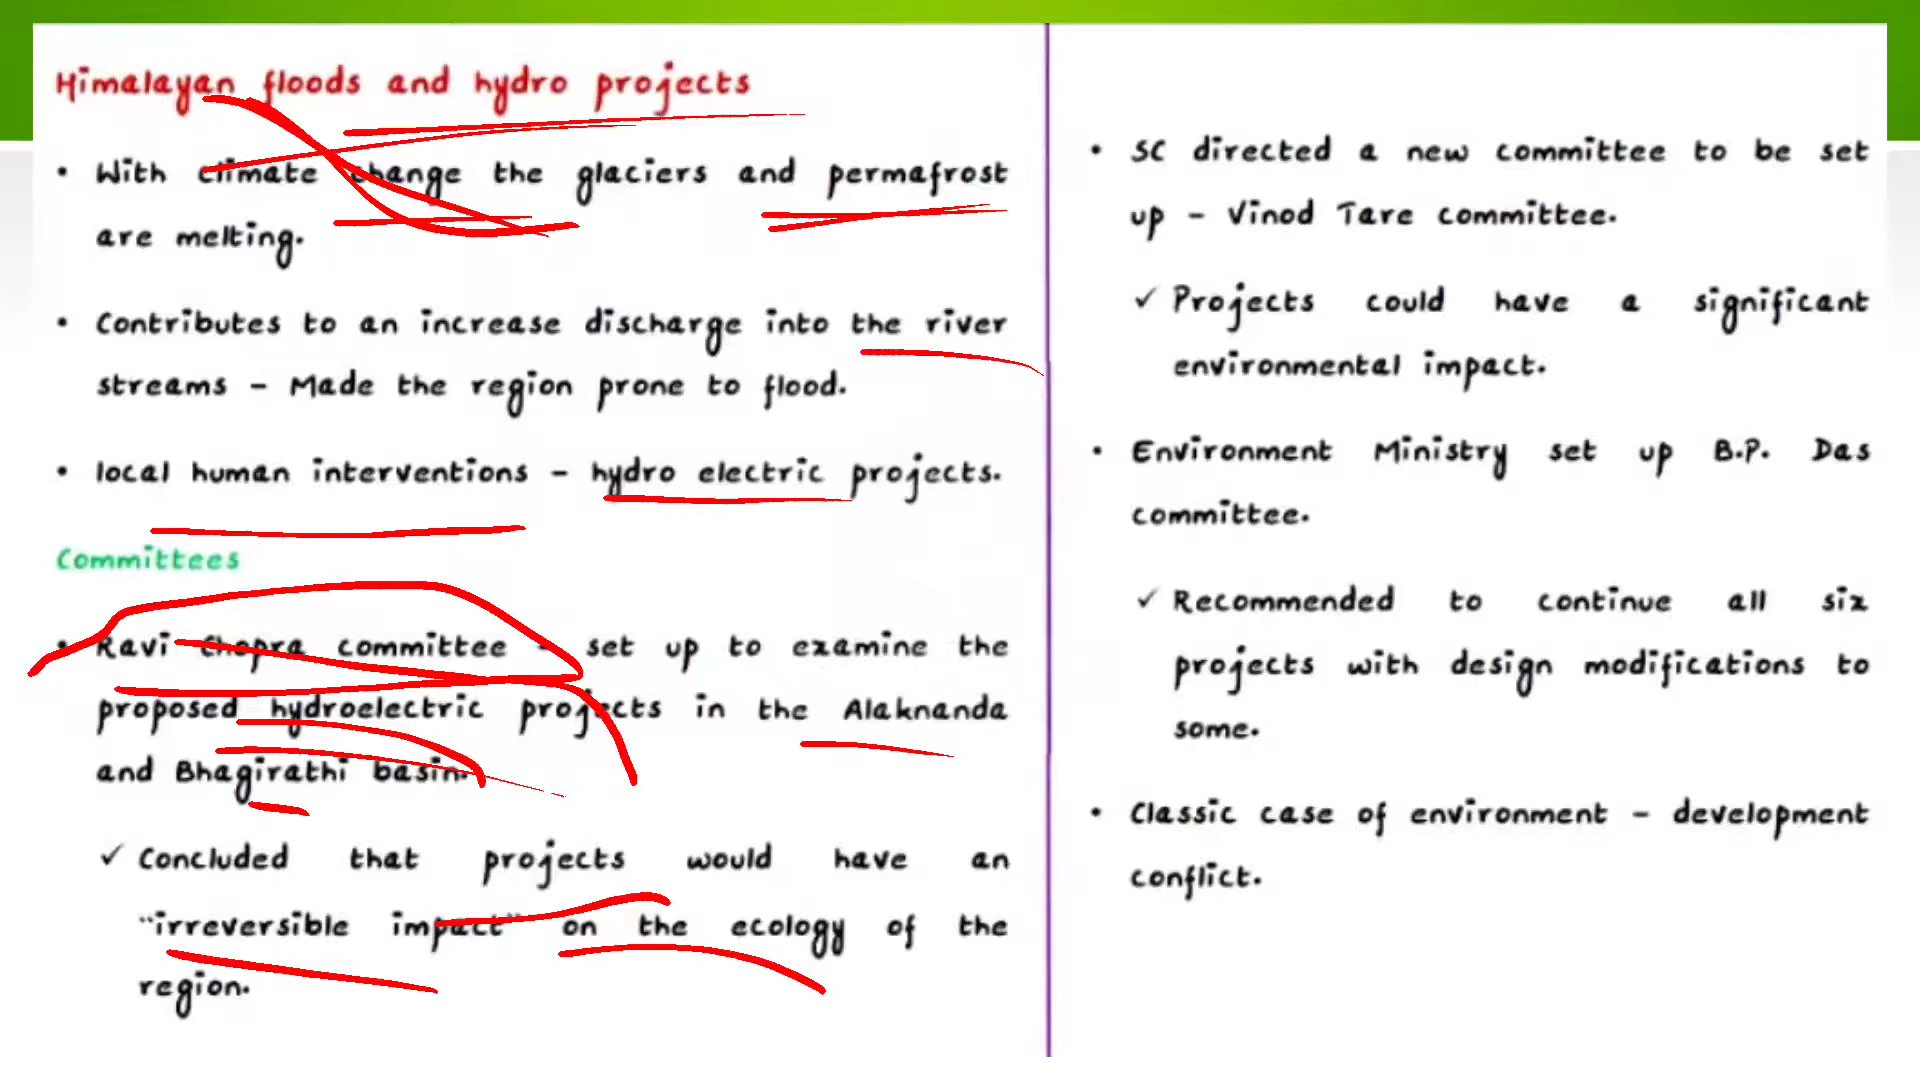 Himalayan floods and hydro projects
• With climate change the glaciers and permafrost
are melting.
• Contributes to an increase discharge into the river
streams – Made the region prone to flood.
• local human interventions – hydro electric projects.
Committees
• Ravi Chopra committee – set up to examine the
proposed hydroelectric projects in the Alaknanda
and Bhagirathi basin.
✓ Concluded that projects would have an
"irreversible impact" on the ecology of the
region.
• SC directed a new committee to be set
up – Vinod Tare committee.
✓ Projects could have a significant
environmental impact.
• Environment Ministry set up B.P. Das
committee.
✓ Recommended to continue all six
projects with design modifications to
some.
• Classic case of environment – development
conflict.